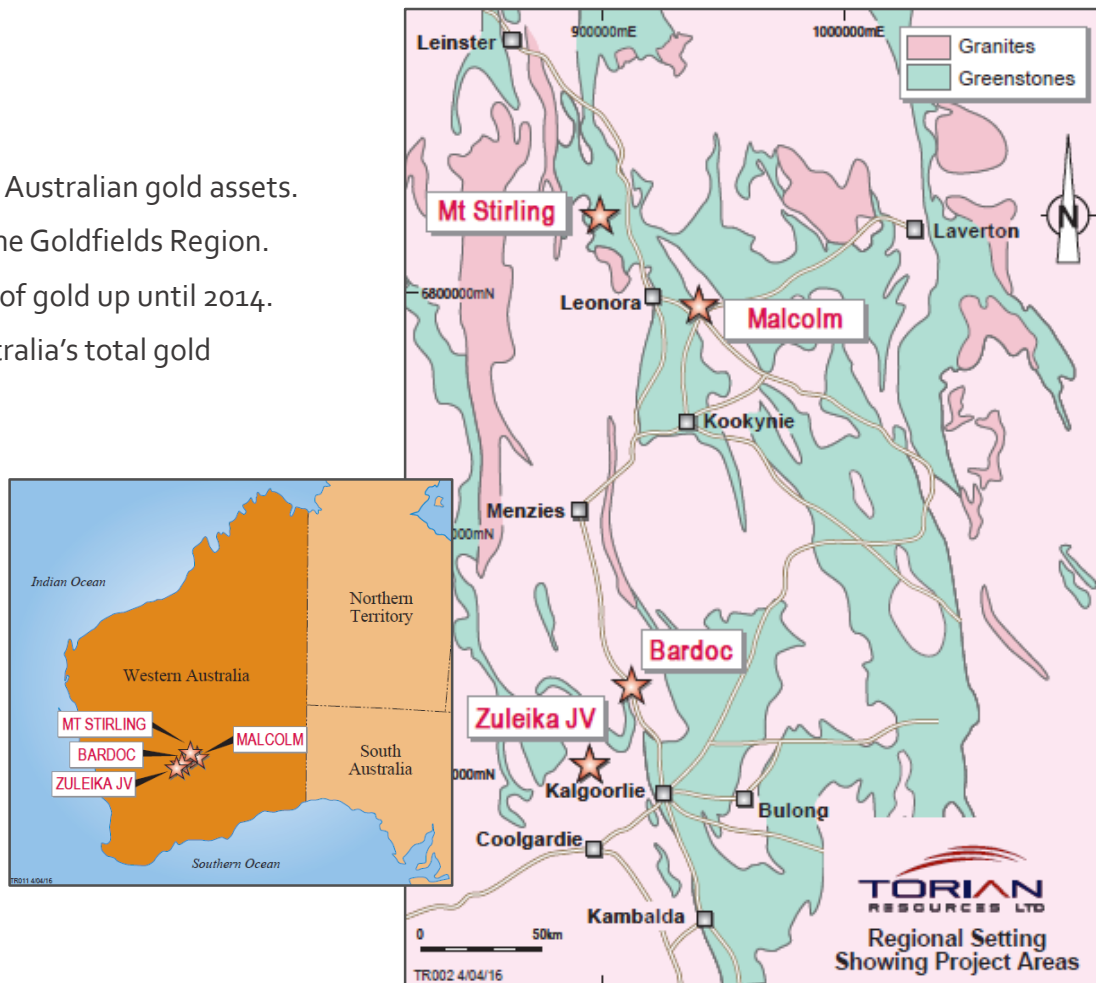 Australian gold assets.
he Goldfields Region.
of gold up until 2014.
tralia's total gold
900000mE
1000000mE
Leinster
Granites
Greenstones
Mt Stirling
N
Laverton
6800000mN
Leonora
Malcolm
Kookynie
Menzies
000mN
Bardoc
Zuleika JV
000mN
Kalgoorlie
Bulong
Coolgardie
Kambalda
0 50km
TR002 4/04/16
TORIAN
RESOURCES LTD
Regional Setting
Showing Project Areas
Indian Ocean
Northern
Territory
Western Australia
MT STIRLING
BARDOC
MALCOLM
ZULEIKA JV
South
Australia
Southern Ocean
TR011 4/04/16